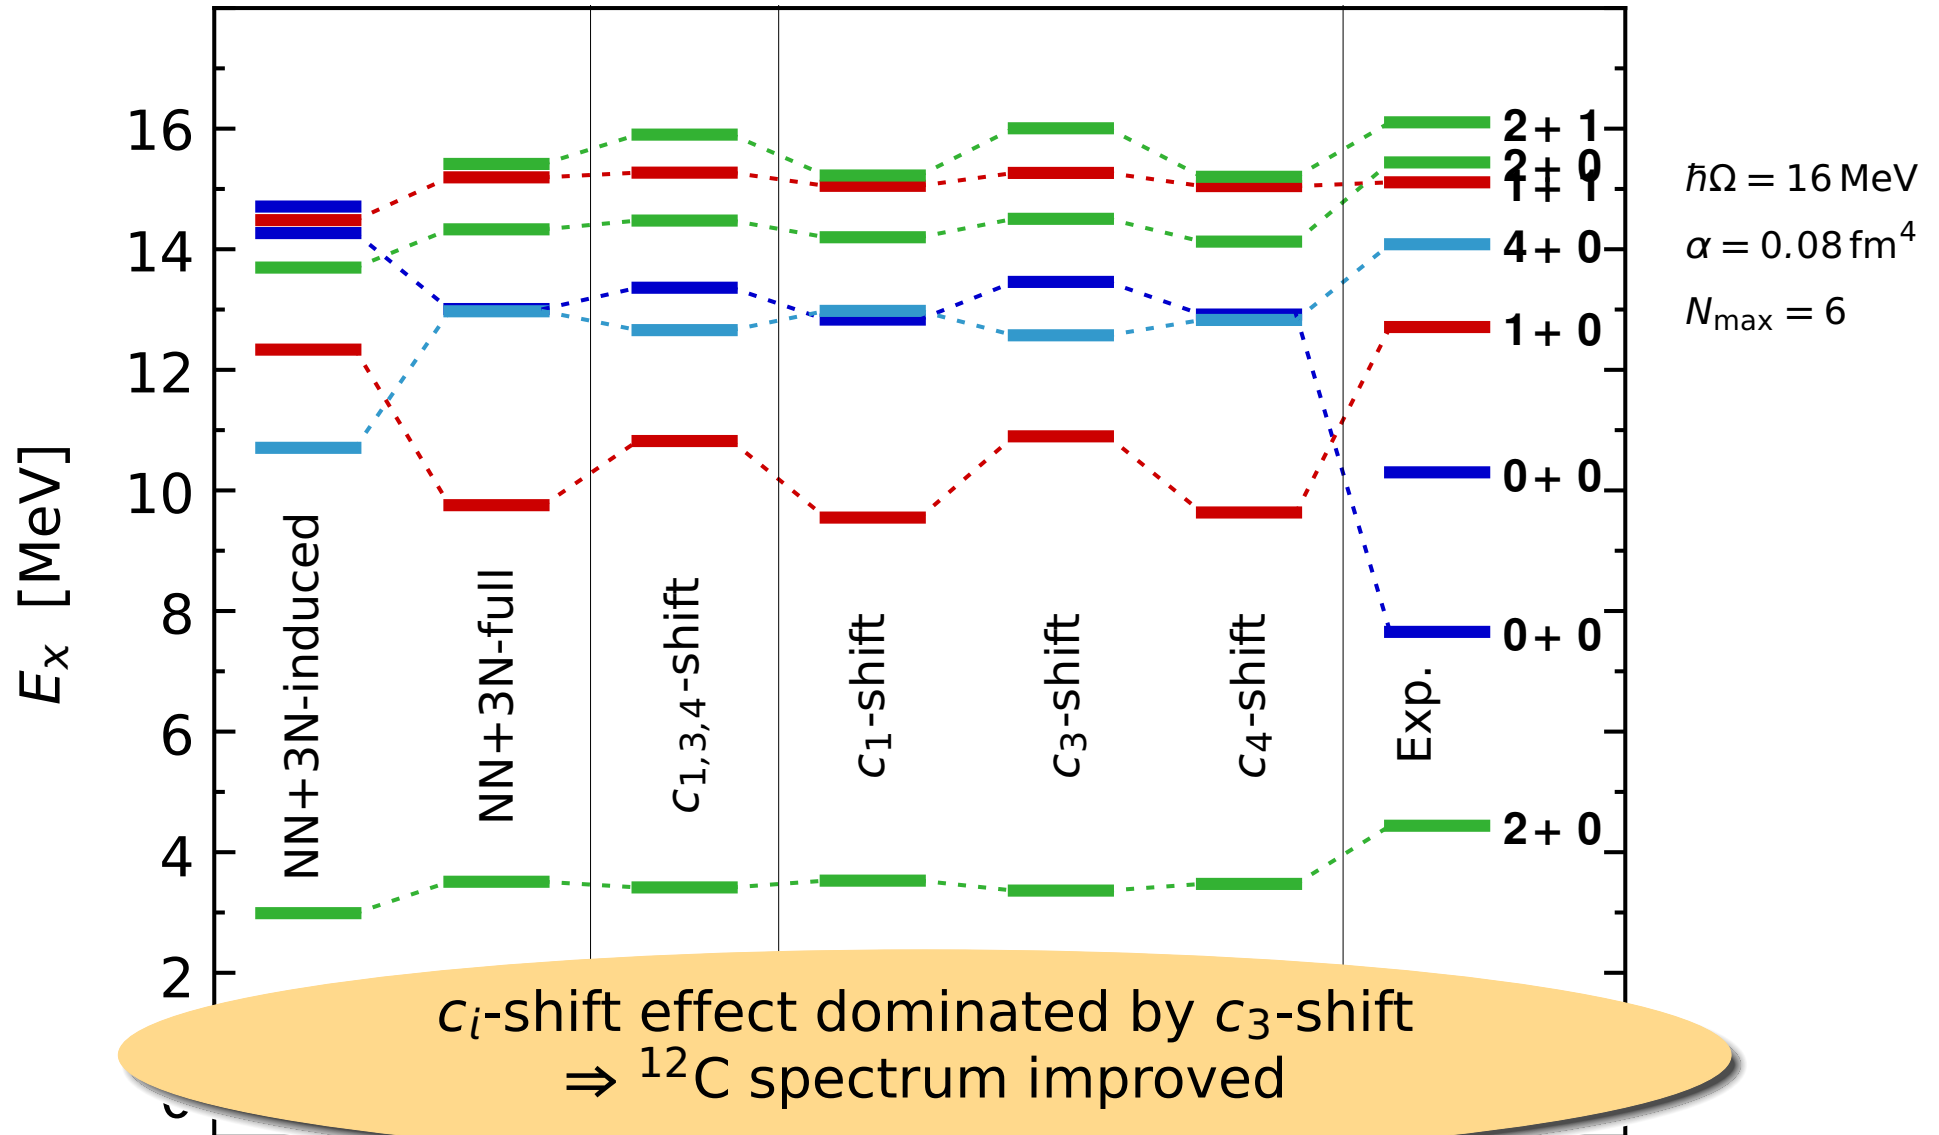 16
14
12
10
8
6
4
2
E_x [MeV]
NN+3N-induced
NN+3N-full
c_{1,3,4}-shift
c_1-shift
c_3-shift
c_4-shift
Exp.
2+ 1
2+ 0
1+ 1
4+ 0
1+ 0
0+ 0
0+ 0
2+ 0
ℏΩ = 16 MeV
α = 0.08 fm⁴
N_max = 6
c_i-shift effect dominated by c_3-shift
⇒ ¹²C spectrum improved